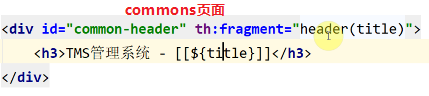 commons页面
<div id="common-header" th:fragment="header(title)">
<h3>TMS管理系统 - [[${title}]]</h3>
</div>